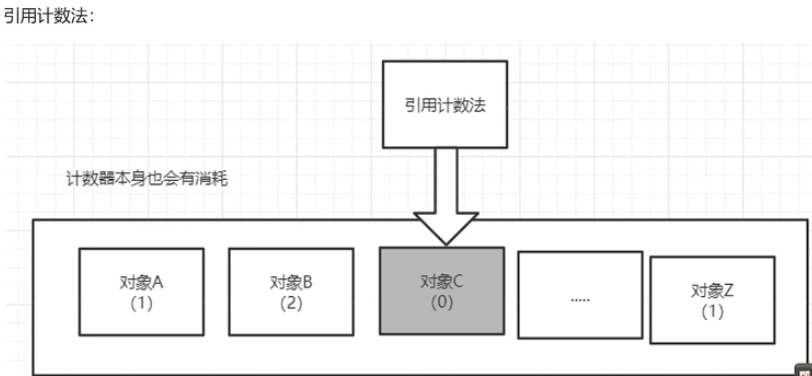 引用计数法：
引用计数法
计数器本身也会有消耗
对象A
（1）
对象B
（2）
对象C
（0）
.....
对象Z
（1）